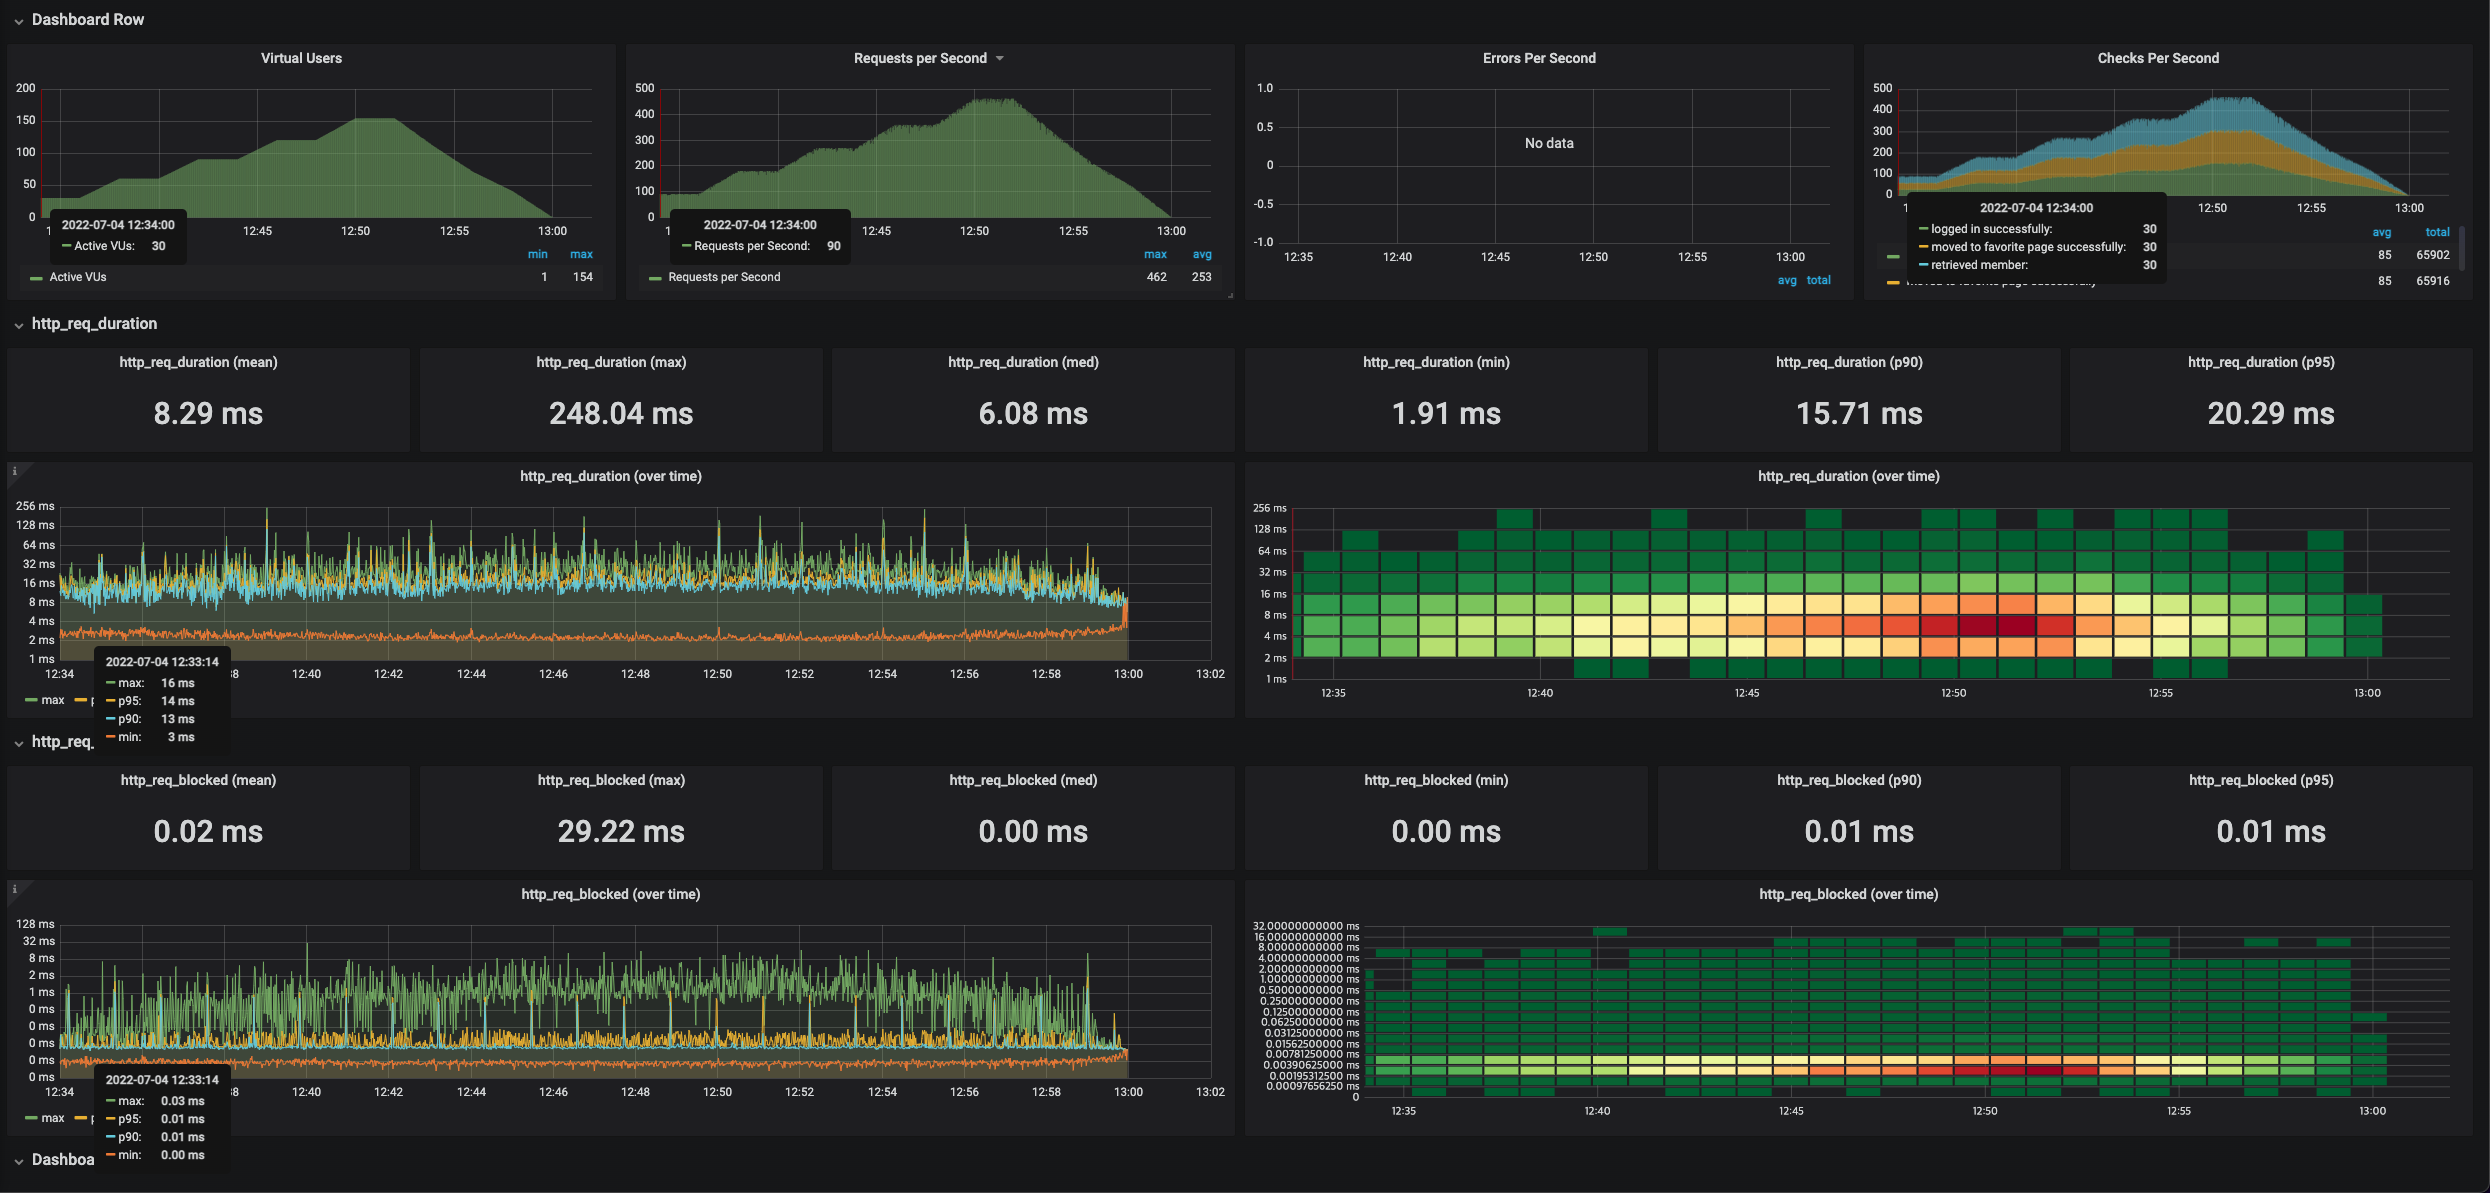 Dashboard Row
Virtual Users
200
150
100
50
0
12:45
12:50
12:55
13:00
2022-07-04 12:34:00
Active VUs: 30
min max
Active VUs 1 154
Requests per Second
500
400
300
200
100
0
12:45
12:50
12:55
13:00
2022-07-04 12:34:00
Requests per Second: 90
max avg
Requests per Second 462 253
Errors Per Second
1.0
0.5
0
-0.5
-1.0
No data
12:35
12:40
12:45
12:50
12:55
13:00
avg total
Checks Per Second
500
400
300
200
100
0
12:50
12:55
13:00
2022-07-04 12:34:00
logged in successfully: 30
moved to favorite page successfully: 30
retrieved member: 30
avg total
85 65902
85 65916
http_req_duration
http_req_duration (mean)
8.29 ms
http_req_duration (max)
248.04 ms
http_req_duration (med)
6.08 ms
http_req_duration (min)
1.91 ms
http_req_duration (p90)
15.71 ms
http_req_duration (p95)
20.29 ms
http_req_duration (over time)
256 ms
128 ms
64 ms
32 ms
16 ms
8 ms
4 ms
2 ms
1 ms
12:34
38
12:40
12:42
12:44
12:46
12:48
12:50
12:52
12:54
12:56
12:58
13:00
13:02
2022-07-04 12:33:14
max: 16 ms
p95: 14 ms
p90: 13 ms
min: 3 ms
max
http_req_duration (over time)
256 ms
128 ms
64 ms
32 ms
16 ms
8 ms
4 ms
2 ms
1 ms
12:35
12:40
12:45
12:50
12:55
13:00
http_req_
http_req_blocked (mean)
0.02 ms
http_req_blocked (max)
29.22 ms
http_req_blocked (med)
0.00 ms
http_req_blocked (min)
0.00 ms
http_req_blocked (p90)
0.01 ms
http_req_blocked (p95)
0.01 ms
http_req_blocked (over time)
128 ms
32 ms
8 ms
2 ms
1 ms
0 ms
0 ms
0 ms
0 ms
0 ms
12:34
38
12:40
12:42
12:44
12:46
12:48
12:50
12:52
12:54
12:56
12:58
13:00
13:02
2022-07-04 12:33:14
max: 0.03 ms
p95: 0.01 ms
p90: 0.01 ms
min: 0.00 ms
max
http_req_blocked (over time)
32.00000000000 ms
16.00000000000 ms
8.00000000000 ms
4.00000000000 ms
2.00000000000 ms
1.00000000000 ms
0.50000000000 ms
0.25000000000 ms
0.12500000000 ms
0.06250000000 ms
0.03125000000 ms
0.01562500000 ms
0.00781250000 ms
0.00390625000 ms
0.00195312500 ms
0.00097656250 ms
0
12:35
12:40
12:45
12:50
12:55
13:00
Dashboa